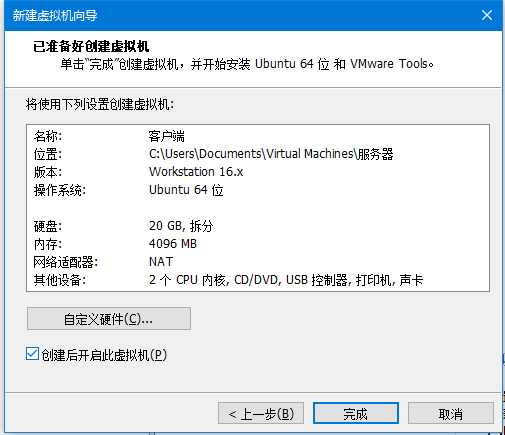 新建虚拟机向导
已准备好创建虚拟机
单击“完成”创建虚拟机，并开始安装 Ubuntu 64 位 和 VMware Tools。
将使用下列设置创建虚拟机:
名称: 客户端
位置: C:\Users\Documents\Virtual Machines\服务器
版本: Workstation 16.x
操作系统: Ubuntu 64 位
硬盘: 20 GB, 拆分
内存: 4096 MB
网络适配器: NAT
其他设备: 2 个 CPU 内核, CD/DVD, USB 控制器, 打印机, 声卡
自定义硬件(C)...
创建后开启此虚拟机(P)
< 上一步(B) 完成 取消